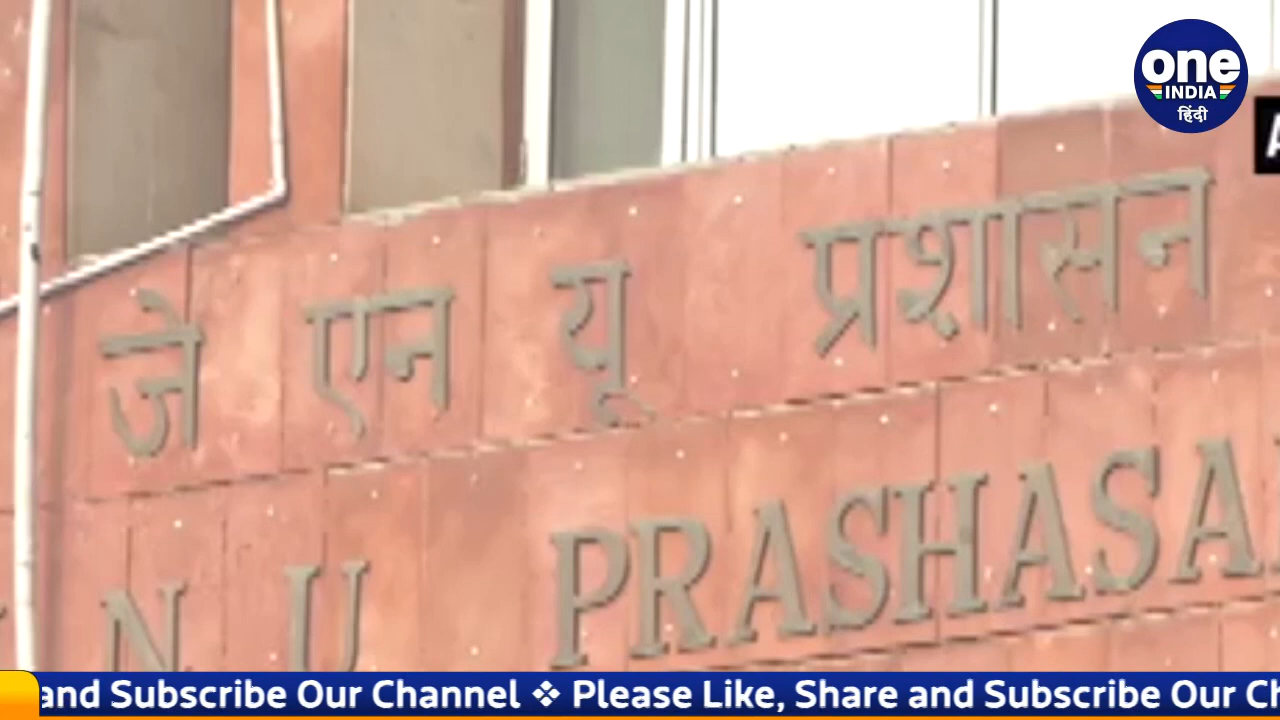 one
INDIA
हिंदी
जे एन यू प्रशासन
N U PRASHASA
and Subscribe Our Channel ❖ Please Like, Share and Subscribe Our Ch